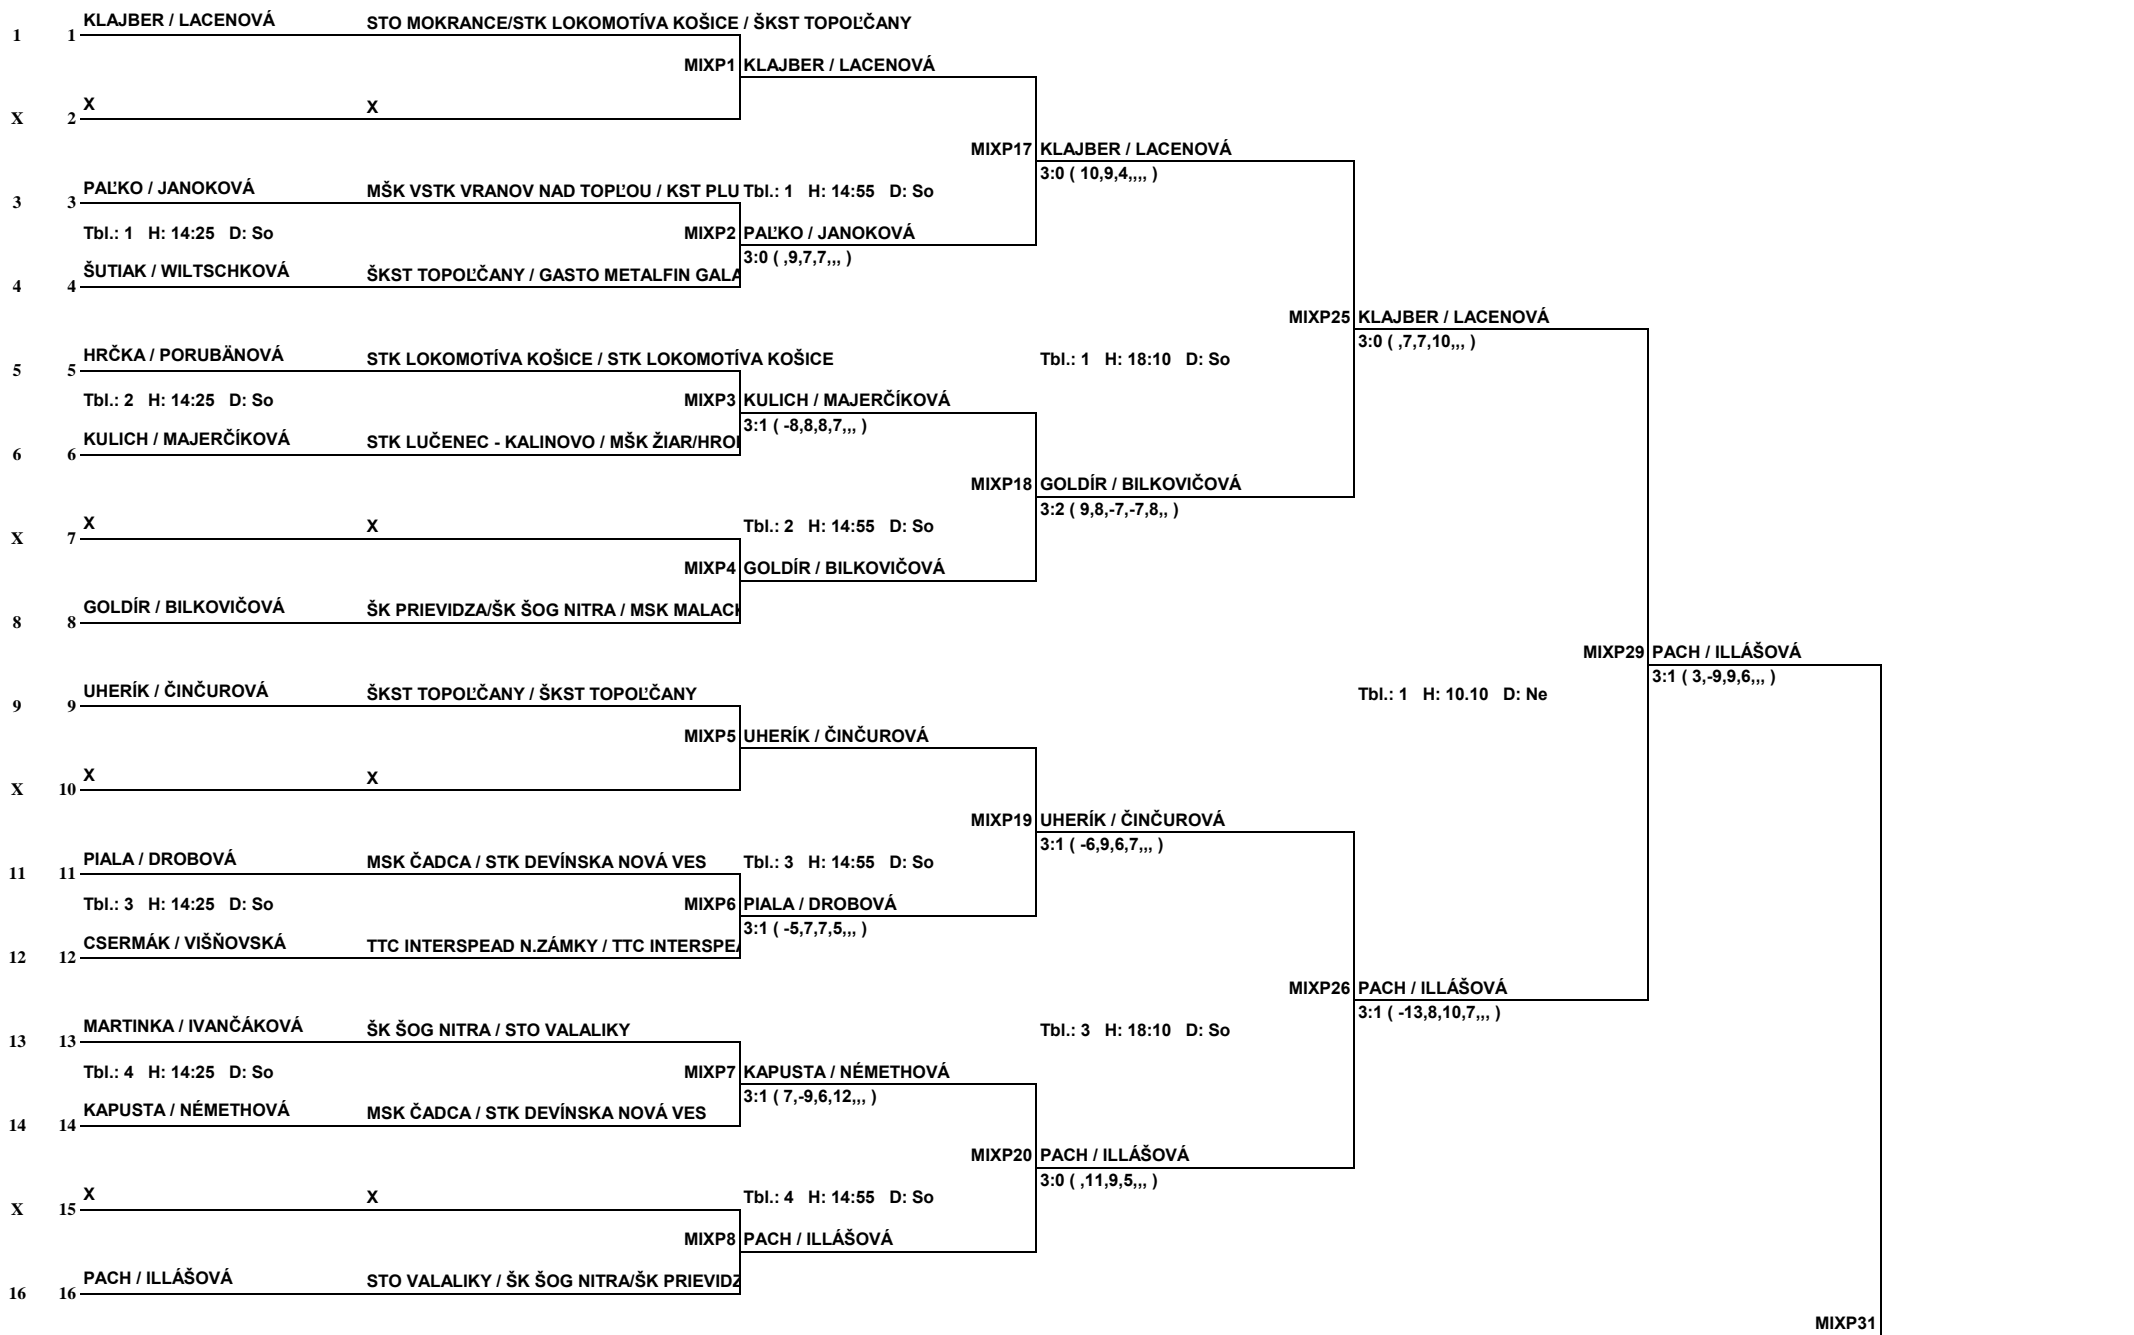 KLAJBER / LACENOVÁ STO MOKRANCE/STK LOKOMOTÍVA KOŠICE / ŠKST TOPOĽČANY
1 1
MIXP1 KLAJBER / LACENOVÁ
X X
X 2
MIXP17 KLAJBER / LACENOVÁ
3:0 ( 10,9,4,,,, )
PAĽKO / JANOKOVÁ MŠK VSTK VRANOV NAD TOPĽOU / KST PLU Tbl.: 1 H: 14:55 D: So
3 3
Tbl.: 1 H: 14:25 D: So MIXP2 PAĽKO / JANOKOVÁ
3:0 ( ,9,7,7,,, )
ŠUTIAK / WILTSCHKOVÁ ŠKST TOPOĽČANY / GASTO METALFIN GALA
4 4
MIXP25 KLAJBER / LACENOVÁ
3:0 ( ,7,7,10,,, )
HRČKA / PORUBÄNOVÁ STK LOKOMOTÍVA KOŠICE / STK LOKOMOTÍVA KOŠICE Tbl.: 1 H: 18:10 D: So
5 5
Tbl.: 2 H: 14:25 D: So MIXP3 KULICH / MAJERČÍKOVÁ
3:1 ( -8,8,8,7,,, )
KULICH / MAJERČÍKOVÁ STK LUČENEC - KALINOVO / MŠK ŽIAR/HRO
6 6
MIXP18 GOLDÍR / BILKOVIČOVÁ
3:2 ( 9,8,-7,-7,8,, )
X X Tbl.: 2 H: 14:55 D: So
X 7
MIXP4 GOLDÍR / BILKOVIČOVÁ
GOLDÍR / BILKOVIČOVÁ ŠK PRIEVIDZA/ŠK ŠOG NITRA / MSK MALACK
8 8
MIXP29 PACH / ILLÁŠOVÁ
3:1 ( 3,-9,9,6,,, )
UHERÍK / ČINČUROVÁ ŠKST TOPOĽČANY / ŠKST TOPOĽČANY Tbl.: 1 H: 10.10 D: Ne
9 9
MIXP5 UHERÍK / ČINČUROVÁ
X X
X 10
MIXP19 UHERÍK / ČINČUROVÁ
3:1 ( -6,9,6,7,,, )
PIALA / DROBOVÁ MSK ČADCA / STK DEVÍNSKA NOVÁ VES Tbl.: 3 H: 14:55 D: So
11 11
Tbl.: 3 H: 14:25 D: So MIXP6 PIALA / DROBOVÁ
3:1 ( -5,7,7,5,,, )
CSERMÁK / VIŠŇOVSKÁ TTC INTERSPEAD N.ZÁMKY / TTC INTERSPEA
12 12
MIXP26 PACH / ILLÁŠOVÁ
3:1 ( -13,8,10,7,,, )
MARTINKA / IVANČÁKOVÁ ŠK ŠOG NITRA / STO VALALIKY Tbl.: 3 H: 18:10 D: So
13 13
Tbl.: 4 H: 14:25 D: So MIXP7 KAPUSTA / NÉMETHOVÁ
3:1 ( 7,-9,6,12,,, )
KAPUSTA / NÉMETHOVÁ MSK ČADCA / STK DEVÍNSKA NOVÁ VES
14 14
MIXP20 PACH / ILLÁŠOVÁ
3:0 ( ,11,9,5,,, )
X X Tbl.: 4 H: 14:55 D: So
X 15
MIXP8 PACH / ILLÁŠOVÁ
PACH / ILLÁŠOVÁ STO VALALIKY / ŠK ŠOG NITRA/ŠK PRIEVIDZ
16 16
MIXP31